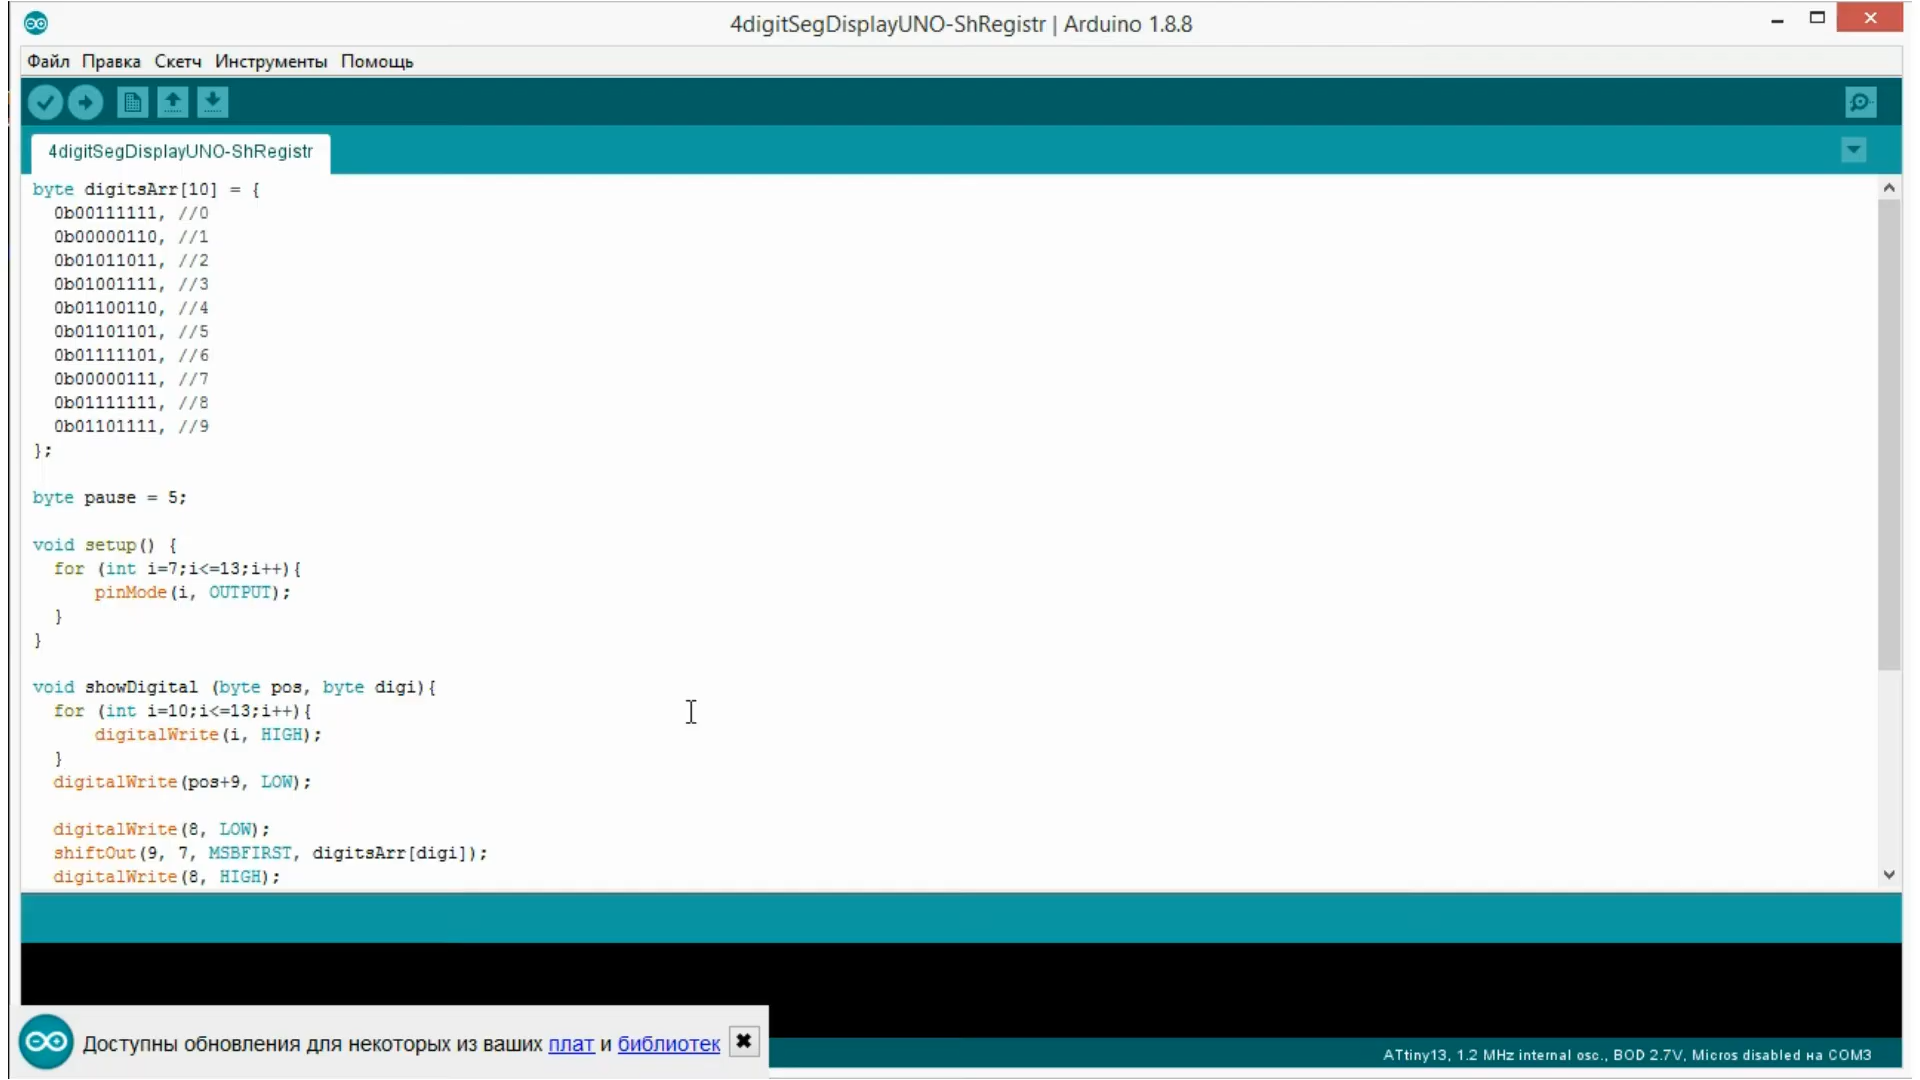 4digitSegDisplayUNO-ShRegistr | Arduino 1.8.8
Файл Правка Скетч Инструменты Помощь
4digitSegDisplayUNO-ShRegistr
byte digitsArr[10] = {
  0b00111111, //0
  0b00000110, //1
  0b01011011, //2
  0b01001111, //3
  0b01100110, //4
  0b01101101, //5
  0b01111101, //6
  0b00000111, //7
  0b01111111, //8
  0b01101111, //9
};
byte pause = 5;
void setup() {
  for (int i=7;i<=13;i++){
      pinMode(i, OUTPUT);
  }
}
void showDigital (byte pos, byte digi){
  for (int i=10;i<=13;i++){
      digitalWrite(i, HIGH);
  }
  digitalWrite(pos+9, LOW);
  digitalWrite(8, LOW);
  shiftOut(9, 7, MSBFIRST, digitsArr[digi]);
  digitalWrite(8, HIGH);
Доступны обновления для некоторых из ваших плат и библиотек
ATtiny13, 1.2 MHz internal osc., BOD 2.7V, Micros disabled на COM3